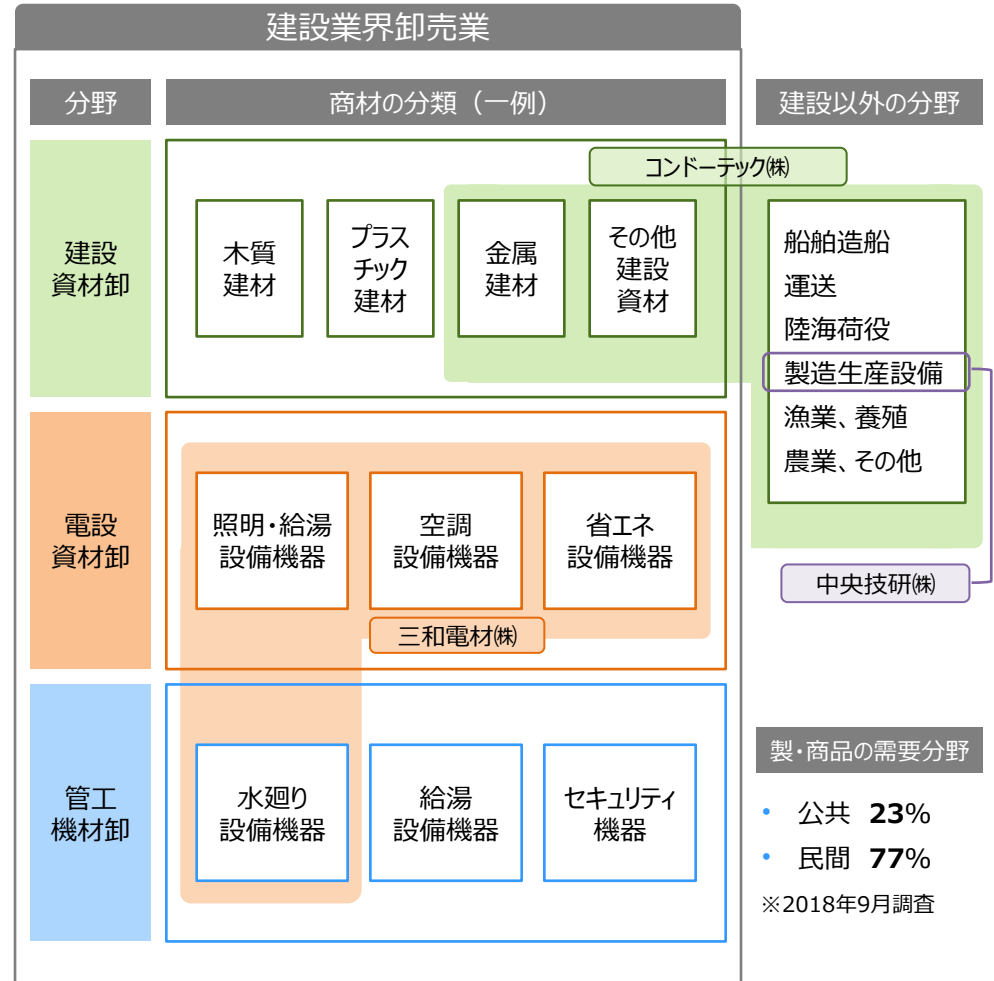 建設業界卸売業
分野
商材の分類（一例）
建設以外の分野
コンドーテック㈱
建設
資材卸
木質
建材
プラス
チック
建材
金属
建材
その他
建設
資材
船舶造船
運送
陸海荷役
製造生産設備
漁業、養殖
農業、その他
電設
資材卸
照明・給湯
設備機器
空調
設備機器
省エネ
設備機器
三和電材㈱
中央技研㈱
管工
機材卸
水廻り
設備機器
給湯
設備機器
セキュリティ
機器
製・商品の需要分野
• 公共 23%
• 民間 77%
※2018年9月調査